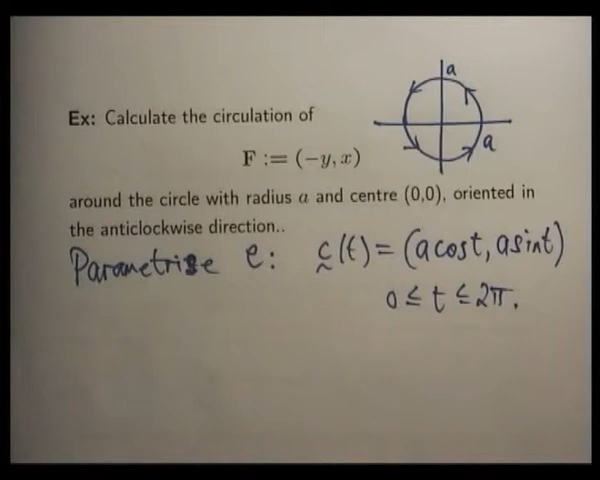 a
Ex: Calculate the circulation of
a
F := (−y, x)
around the circle with radius a and centre (0,0), oriented in
the anticlockwise direction..
Parametrise C: c(t) = (a cos t, a sin t)
0 ≤ t ≤ 2π.